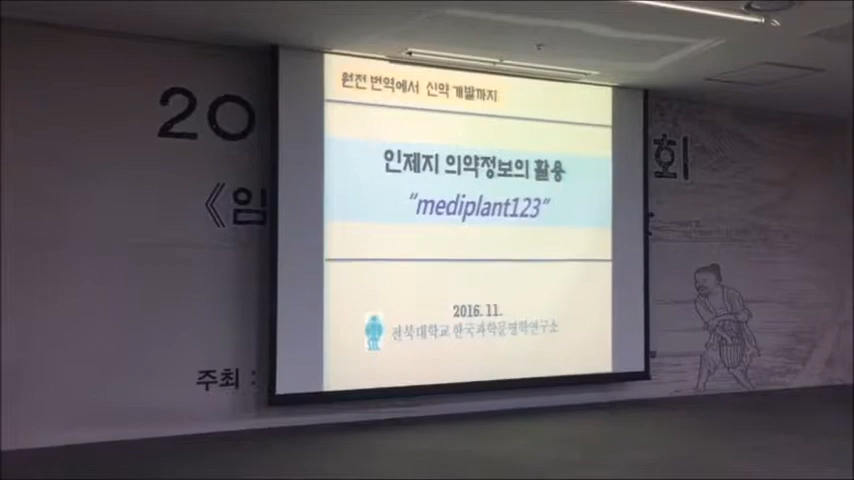 원전 번역에서 신약 개발까지
인제지 의약정보의 활용
"mediplant123"
2016. 11.
전북대학교 한국과학문명학연구소
20
회
《임
주최 :